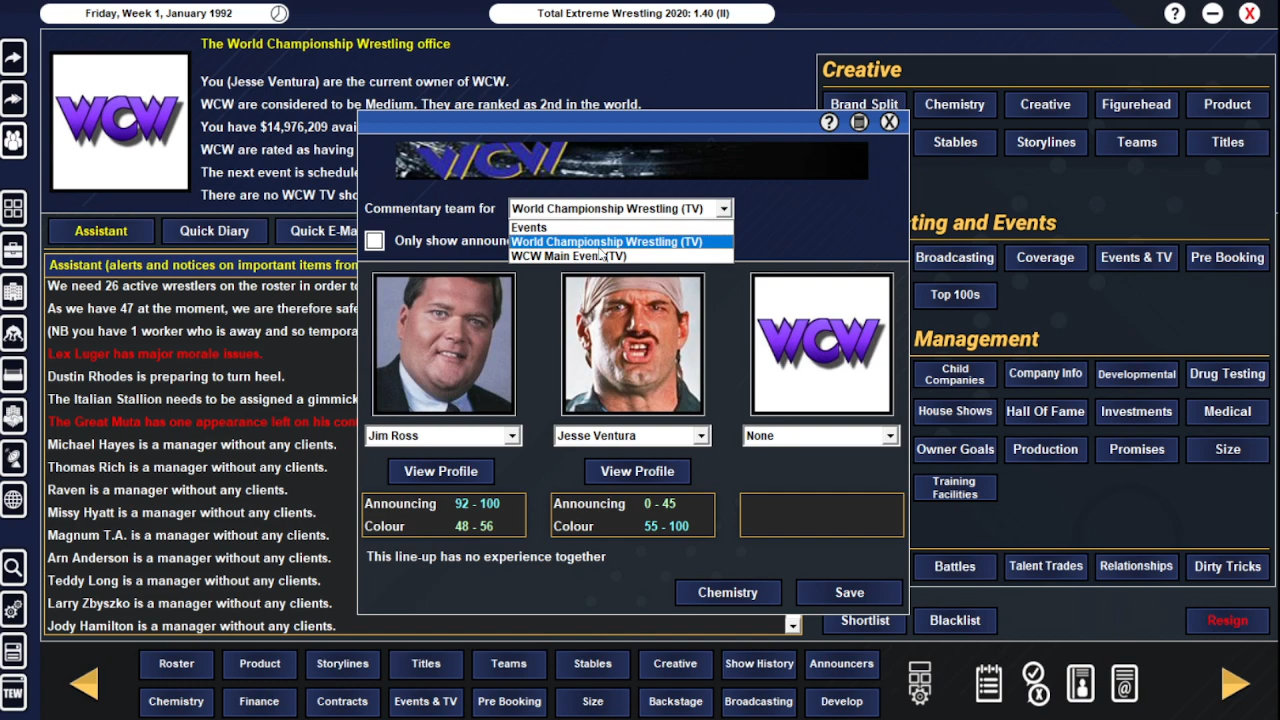 Friday, Week 1, January 1992
Total Extreme Wrestling 2020: 1.40 (II)
? X
The World Championship Wrestling office
WCW
You (Jesse Ventura) are the current owner of WCW.
WCW are considered to be Medium. They are ranked as 2nd in the world.
You have $14,976,209
WCW are rated as having
The next event is
There are no WCW TV
Creative
Brand Split Chemistry Creative Figurehead Product
Stables Storylines Teams Titles
? X
WCW
Commentary team for World Championship Wrestling (TV)
Events
World Championship Wrestling (TV)
WCW Main Event (TV)
Only show
Assistant Quick Diary Quick
Assistant (alerts and notices on important items
We need 26 active wrestlers on the roster in order
As we have 47 at the moment, we are therefore
(NB you have 1 worker who is away and so
Lex Luger has major morale issues.
Dustin Rhodes is preparing to turn heel.
The Italian Stallion needs to be assigned a gimmick
The Great Muta has one appearance left on his
Michael Hayes is a manager without any clients.
Thomas Rich is a manager without any clients.
Raven is a manager without any clients.
Missy Hyatt is a manager without any clients.
Magnum T.A. is a manager without any clients.
Arn Anderson is a manager without any clients.
Teddy Long is a manager without any clients.
Larry Zbyszko is a manager without any clients.
Jody Hamilton is a manager without any clients.
WCW
Jim Ross Jesse Ventura None
View Profile View Profile
Announcing 92 - 100 Announcing 0 - 45
Colour 48 - 56 Colour 55 - 100
This line-up has no experience together
Chemistry Save
and Events
Broadcasting Coverage Events & TV Pre Booking
Top 100s
Management
Child Companies Company Info Developmental Drug Testing
House Shows Hall Of Fame Investments Medical
Owner Goals Production Promises Size
Training Facilities
Battles Talent Trades Relationships Dirty Tricks
Shortlist Blacklist Resign
Roster Product Storylines Titles Teams Stables Creative Show History Announcers
Chemistry Finance Contracts Events & TV Pre Booking Size Backstage Broadcasting Develop
TEW